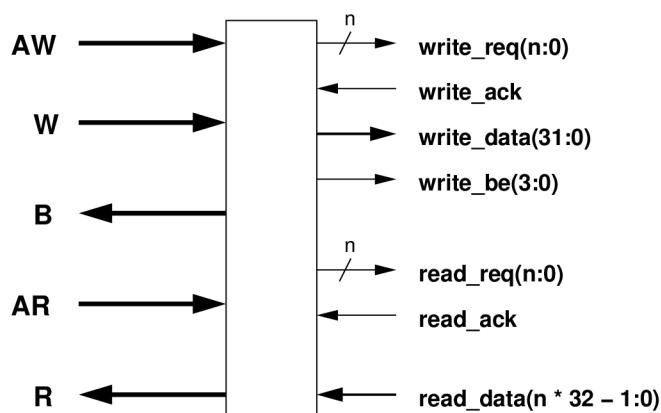 n
AW
write_req(n:0)
write_ack
W
write_data(31:0)
write_be(3:0)
B
n
read_req(n:0)
AR
read_ack
R
read_data(n * 32 − 1:0)